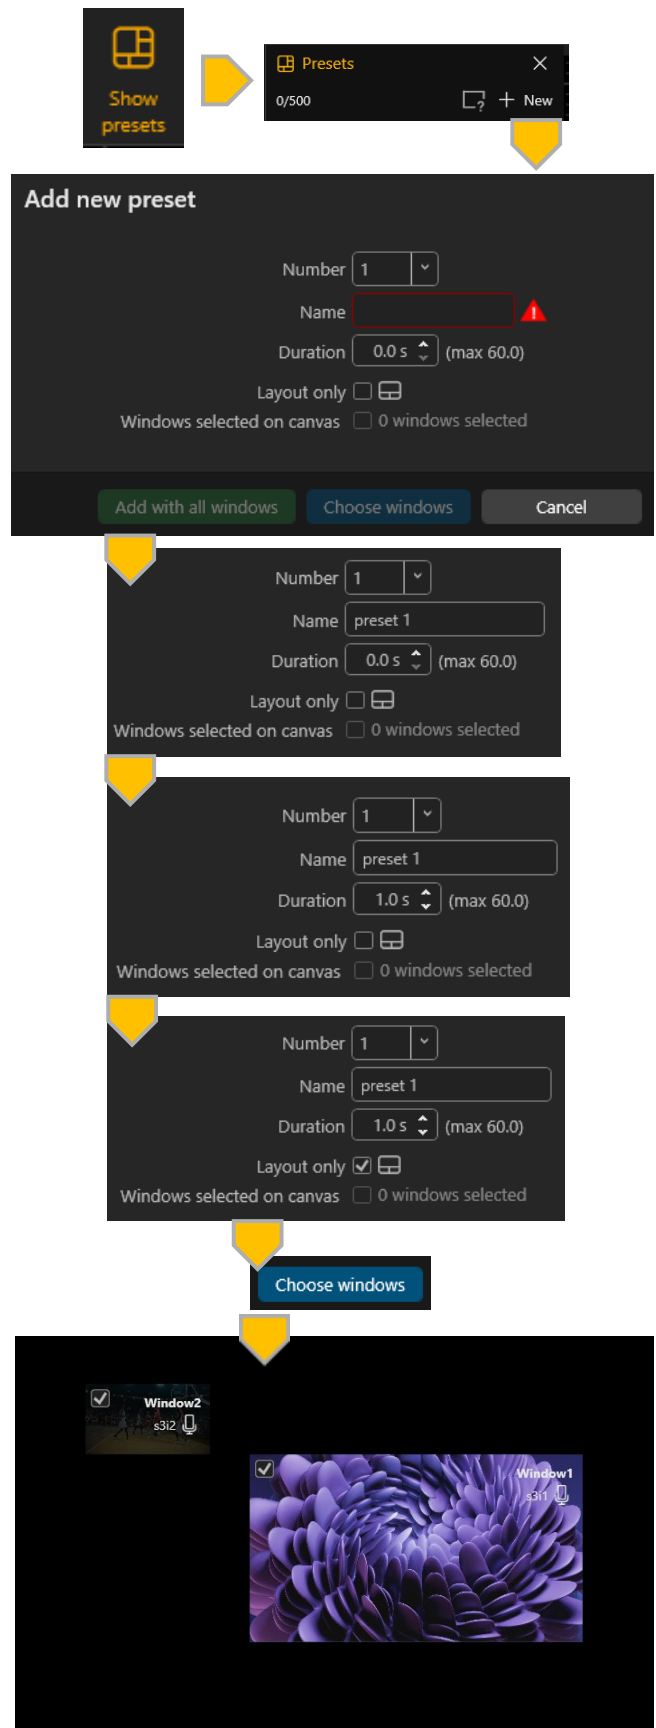 Show
presets
Presets
0/500
? + New
Add new preset
Number 1
Name
Duration 0.0 s (max 60.0)
Layout only
Windows selected on canvas 0 windows selected
Add with all windows Choose windows Cancel
Number 1
Name preset 1
Duration 0.0 s (max 60.0)
Layout only
Windows selected on canvas 0 windows selected
Number 1
Name preset 1
Duration 1.0 s (max 60.0)
Layout only
Windows selected on canvas 0 windows selected
Number 1
Name preset 1
Duration 1.0 s (max 60.0)
Layout only
Windows selected on canvas 0 windows selected
Choose windows
Window2
s3i2
Window1
s3i1